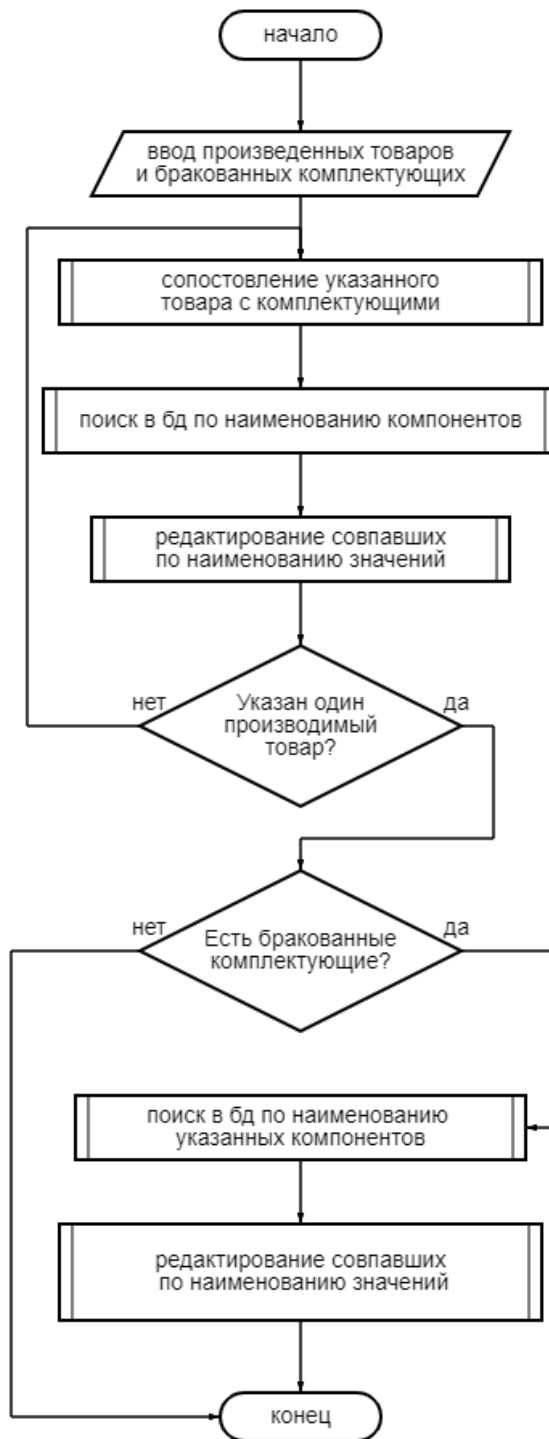 начало
ввод произведенных товаров
и бракованных комплектующих
сопостовление указанного
товара с комплектующими
поиск в бд по наименованию компонентов
редактирование совпавших
по наименованию значений
нет
Указан один
производимый
товар?
да
нет
Есть бракованные
комплектующие?
да
поиск в бд по наименованию
указанных компонентов
редактирование совпавших
по наименованию значений
конец